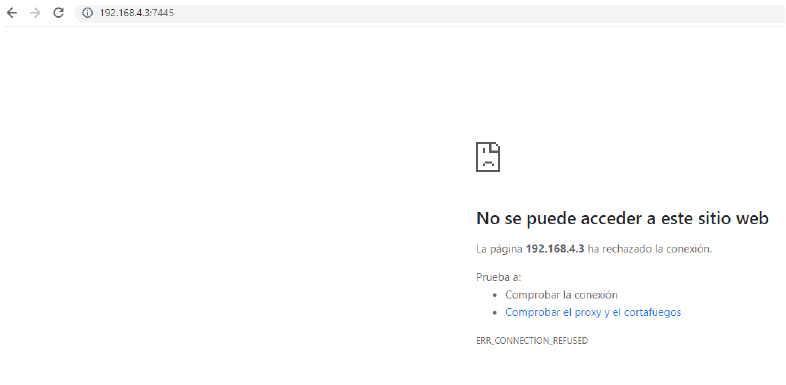 192.168.4.3:7445
No se puede acceder a este sitio web
La página 192.168.4.3 ha rechazado la conexión.
Prueba a:
• Comprobar la conexión
• Comprobar el proxy y el cortafuegos
ERR_CONNECTION_REFUSED